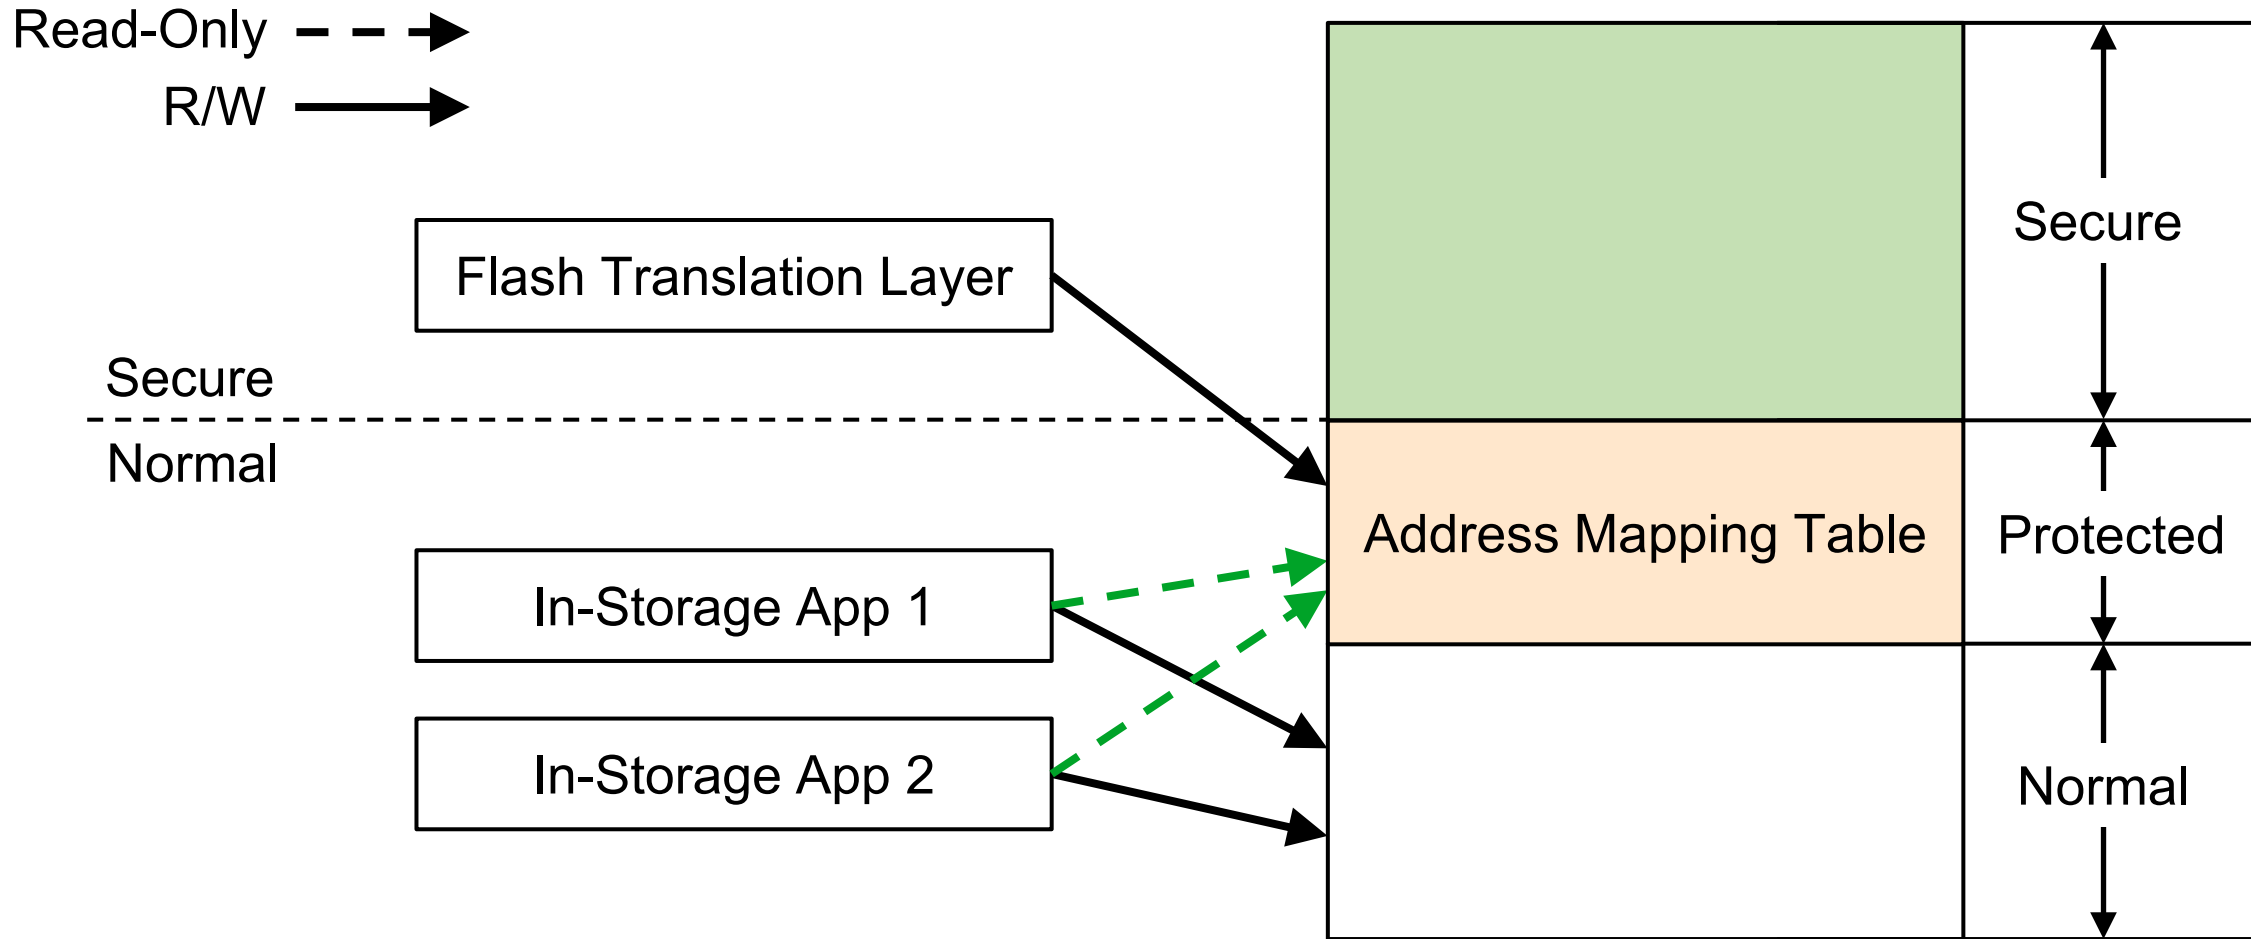 Read-Only
R/W
Flash Translation Layer
Secure
Normal
In-Storage App 1
In-Storage App 2
Address Mapping Table
Secure
Protected
Normal